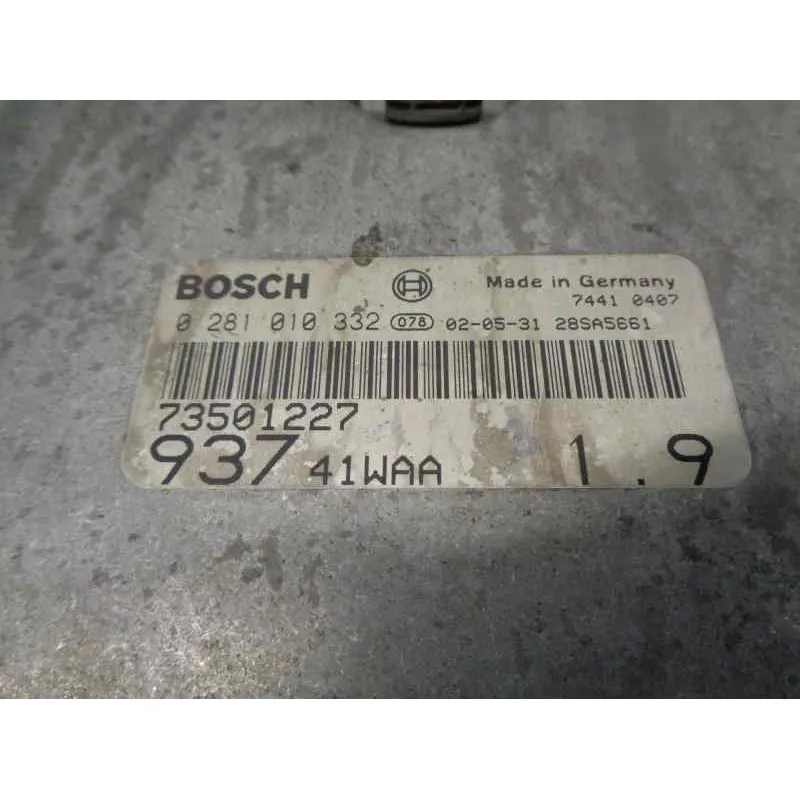 BOSCH Made in Germany
7441 0407
0 281 010 332 078 02-05-31 28SA5661
73501227
937 41WAA 1.9